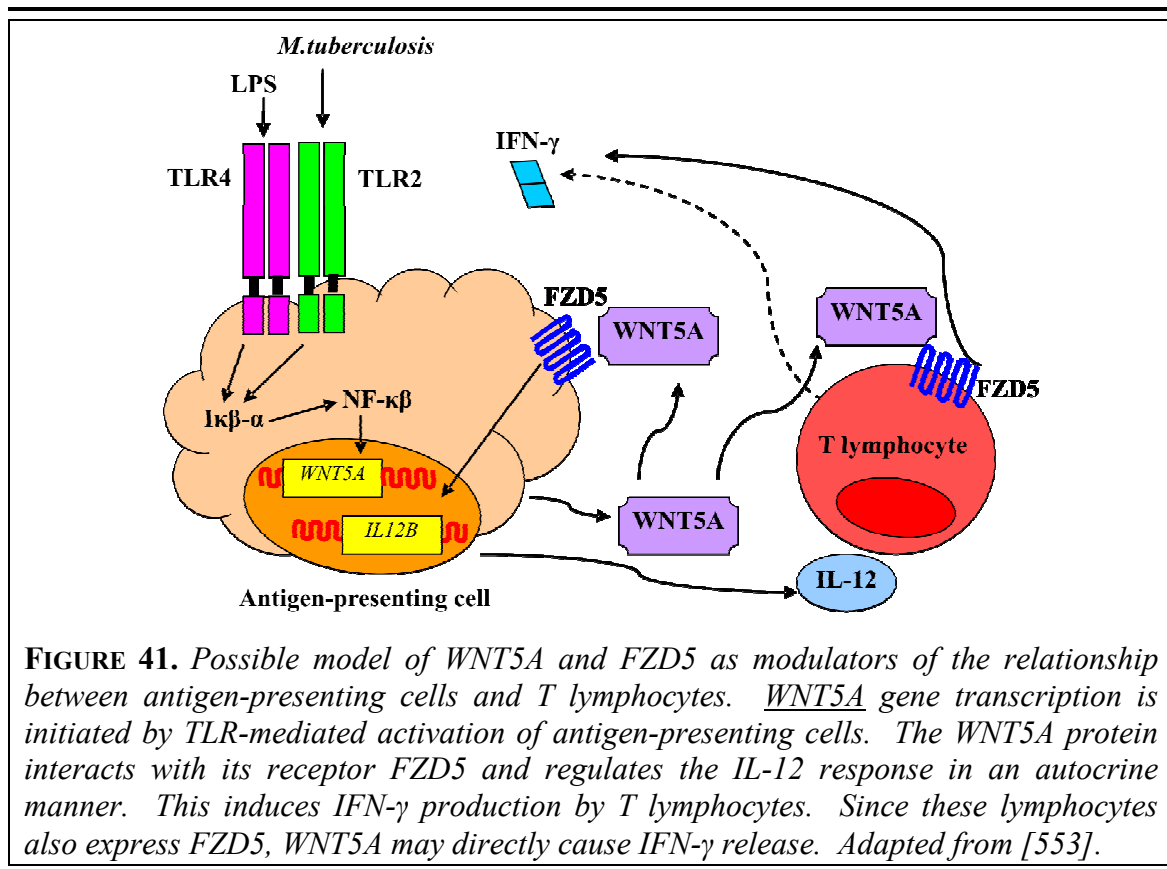 M.tuberculosis
LPS
IFN-γ
TLR4
TLR2
FZD5
WNT5A
WNT5A
FZD5
Iκβ-α
NF-κβ
T lymphocyte
WNT5A
WNT5A
IL12B
IL-12
Antigen-presenting cell
FIGURE 41. Possible model of WNT5A and FZD5 as modulators of the relationship
between antigen-presenting cells and T lymphocytes. WNT5A gene transcription is
initiated by TLR-mediated activation of antigen-presenting cells. The WNT5A protein
interacts with its receptor FZD5 and regulates the IL-12 response in an autocrine
manner. This induces IFN-γ production by T lymphocytes. Since these lymphocytes
also express FZD5, WNT5A may directly cause IFN-γ release. Adapted from [553].